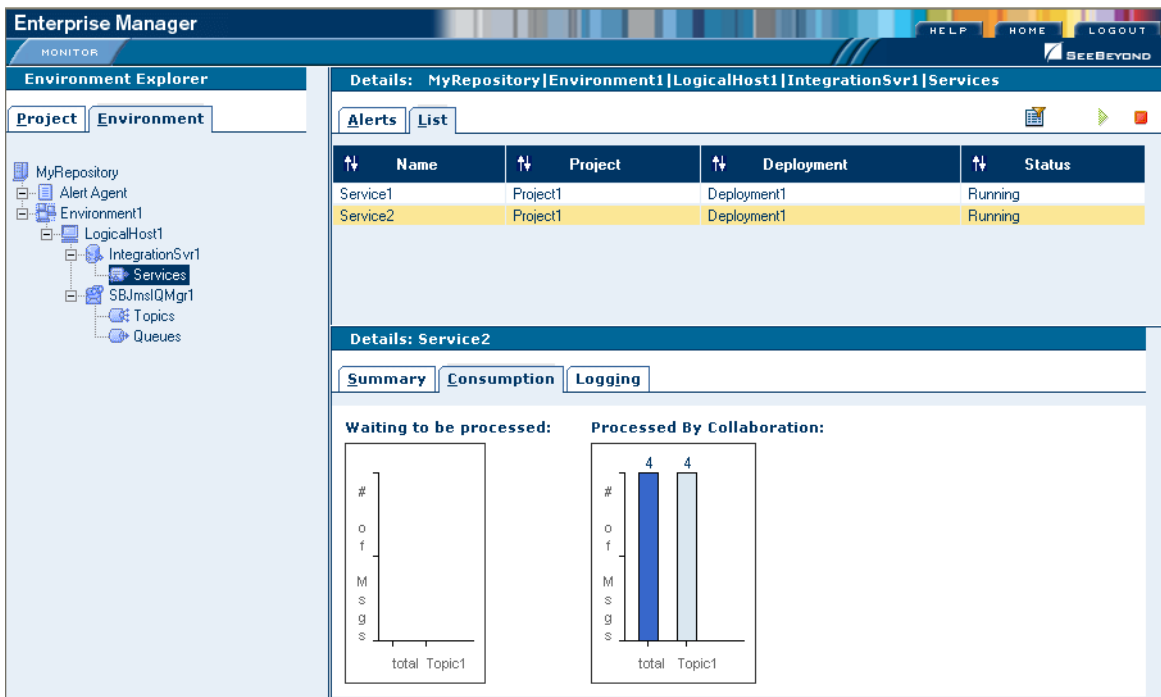 Enterprise Manager
HELP
HOME
LOGOUT
MONITOR
SEEBEYOND
Environment Explorer
Project
Environment
MyRepository
Alert Agent
Environment1
LogicalHost1
IntegrationSvr1
Services
SBJmsIQMgr1
Topics
Queues
Details: MyRepository|Environment1|LogicalHost1|IntegrationSvr1|Services
Alerts
List
Name Project Deployment Status
Service1 Project1 Deployment1 Running
Service2 Project1 Deployment1 Running
Details: Service2
Summary
Consumption
Logging
Waiting to be processed:
# of Msgs
total Topic1
Processed By Collaboration:
4 4
# of Msgs
total Topic1